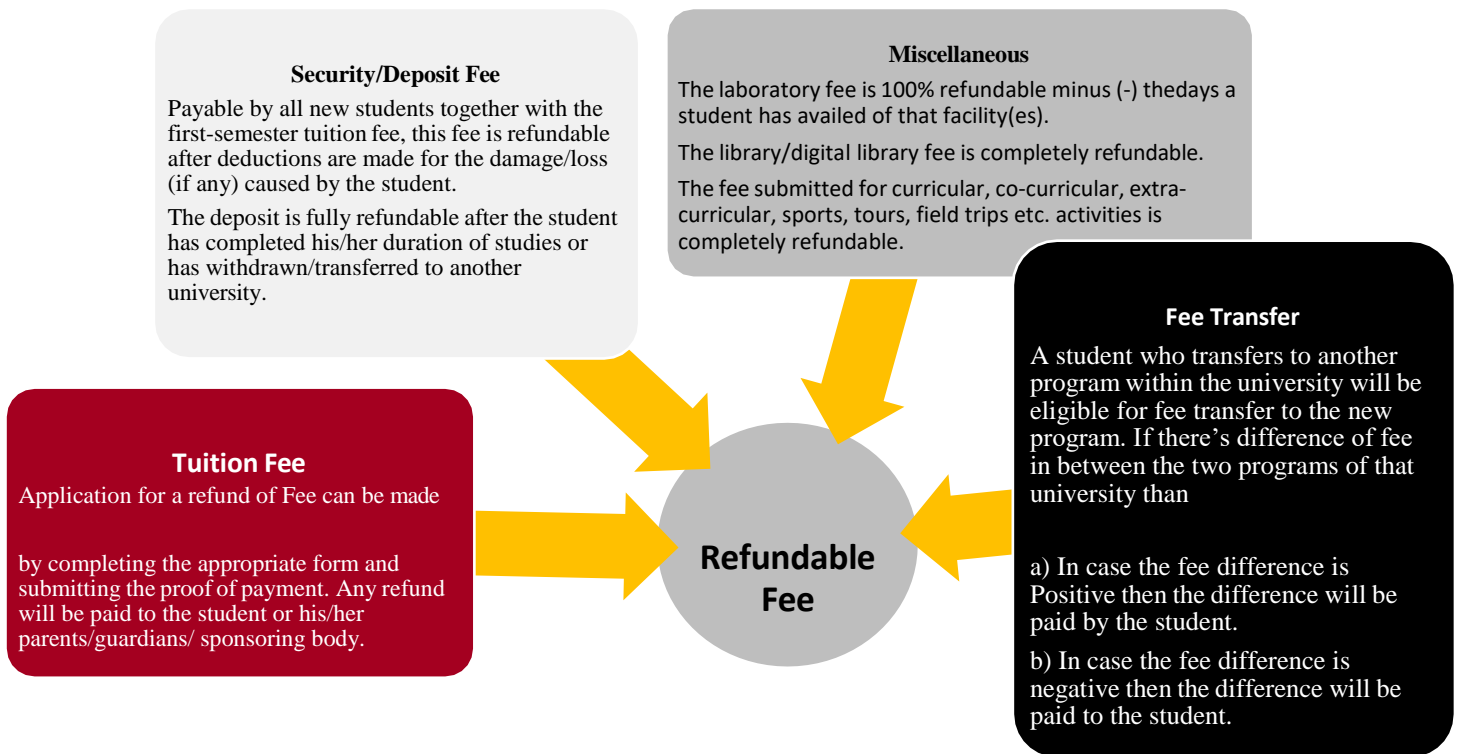 Security/Deposit Fee
Payable by all new students together with the
first-semester tuition fee, this fee is refundable
after deductions are made for the damage/loss
(if any) caused by the student.
The deposit is fully refundable after the student
has completed his/her duration of studies or
has withdrawn/transferred to another
university.
Miscellaneous
The laboratory fee is 100% refundable minus (-) thedays a
student has availed of that facility(es).
The library/digital library fee is completely refundable.
The fee submitted for curricular, co-curricular, extra-
curricular, sports, tours, field trips etc. activities is
completely refundable.
Fee Transfer
A student who transfers to another
program within the university will be
eligible for fee transfer to the new
program. If there’s difference of fee
in between the two programs of that
university than
a) In case the fee difference is
Positive then the difference will be
paid by the student.
b) In case the fee difference is
negative then the difference will be
paid to the student.
Tuition Fee
Application for a refund of Fee can be made
by completing the appropriate form and
submitting the proof of payment. Any refund
will be paid to the student or his/her
parents/guardians/ sponsoring body.
Refundable
Fee